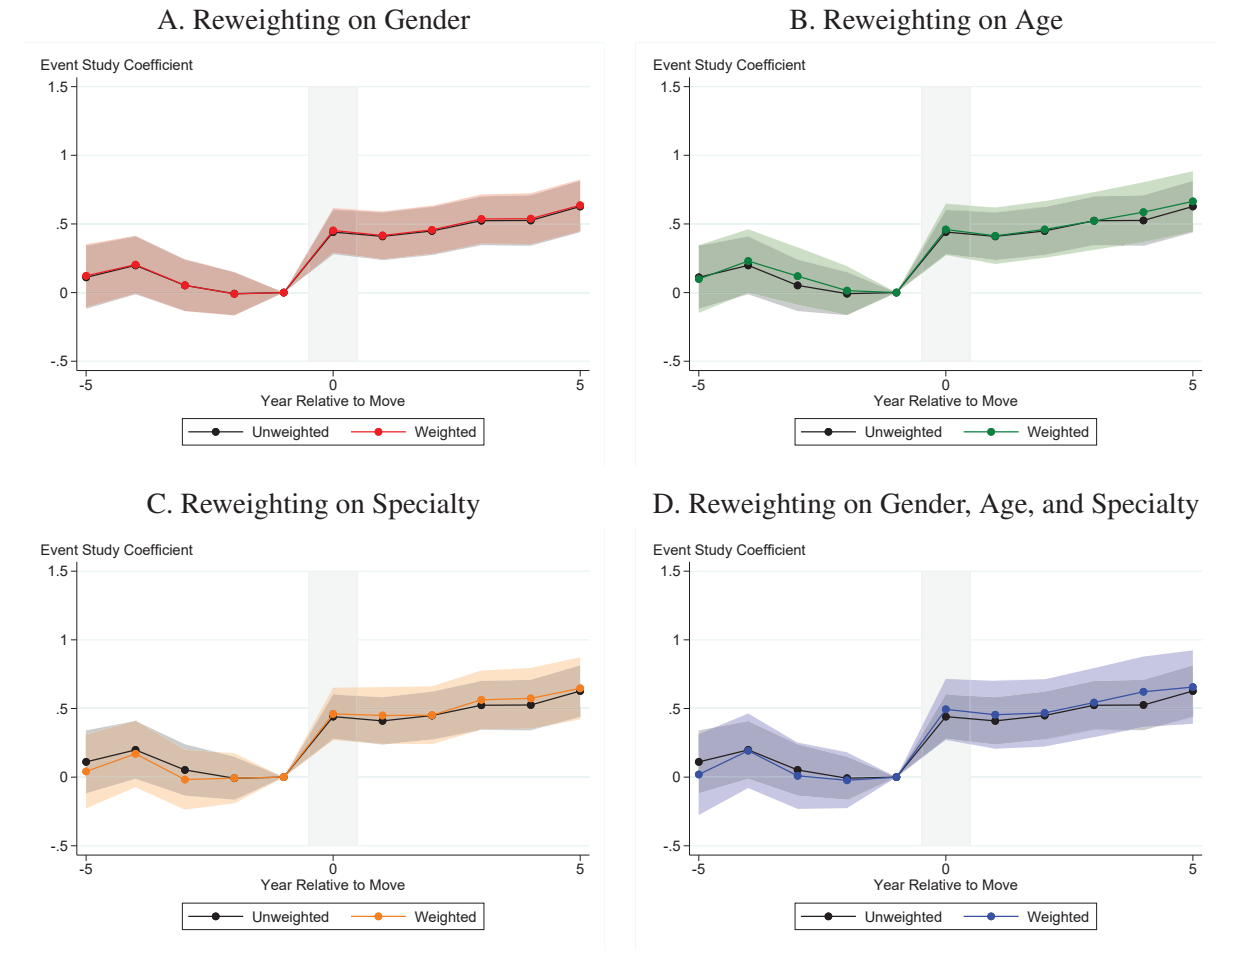 A. Reweighting on Gender
Event Study Coefficient
1.5
1
.5
0
-.5
-5 0 5
Year Relative to Move
Unweighted Weighted
B. Reweighting on Age
Event Study Coefficient
1.5
1
.5
0
-.5
-5 0 5
Year Relative to Move
Unweighted Weighted
C. Reweighting on Specialty
Event Study Coefficient
1.5
1
.5
0
-.5
-5 0 5
Year Relative to Move
Unweighted Weighted
D. Reweighting on Gender, Age, and Specialty
Event Study Coefficient
1.5
1
.5
0
-.5
-5 0 5
Year Relative to Move
Unweighted Weighted